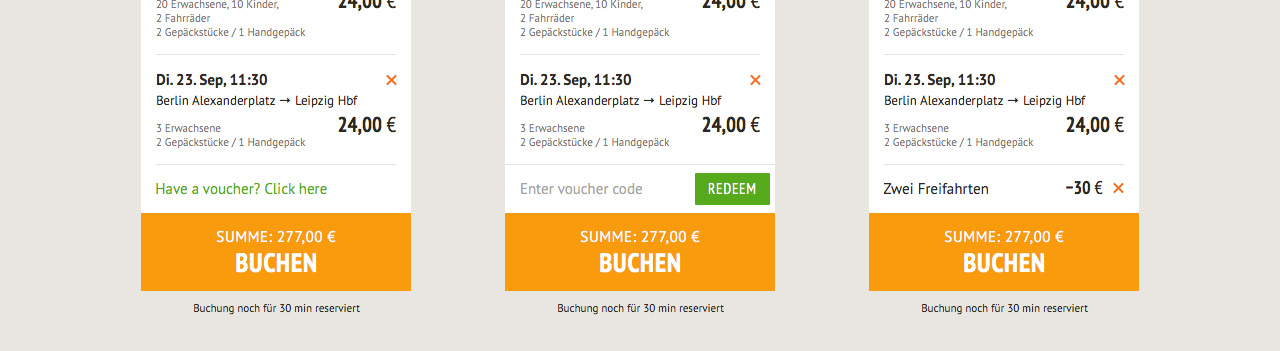 20 Erwachsene, 10 Kinder,
24,00 €
2 Fahrräder
2 Gepäckstücke / 1 Handgepäck
Di. 23. Sep, 11:30 ×
Berlin Alexanderplatz → Leipzig Hbf
3 Erwachsene
24,00 €
2 Gepäckstücke / 1 Handgepäck
Have a voucher? Click here
SUMME: 277,00 €
BUCHEN
Buchung noch für 30 min reserviert
20 Erwachsene, 10 Kinder,
24,00 €
2 Fahrräder
2 Gepäckstücke / 1 Handgepäck
Di. 23. Sep, 11:30 ×
Berlin Alexanderplatz → Leipzig Hbf
3 Erwachsene
24,00 €
2 Gepäckstücke / 1 Handgepäck
Enter voucher code REDEEM
SUMME: 277,00 €
BUCHEN
Buchung noch für 30 min reserviert
20 Erwachsene, 10 Kinder,
24,00 €
2 Fahrräder
2 Gepäckstücke / 1 Handgepäck
Di. 23. Sep, 11:30 ×
Berlin Alexanderplatz → Leipzig Hbf
3 Erwachsene
24,00 €
2 Gepäckstücke / 1 Handgepäck
Zwei Freifahrten −30 € ×
SUMME: 277,00 €
BUCHEN
Buchung noch für 30 min reserviert